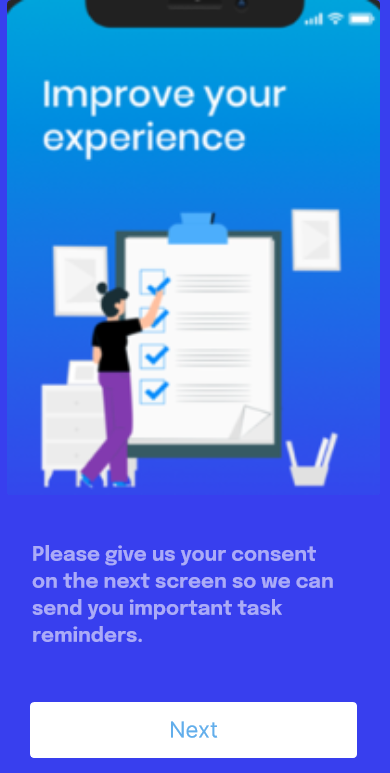 Improve your
experience
Please give us your consent
on the next screen so we can
send you important task
reminders.
Next